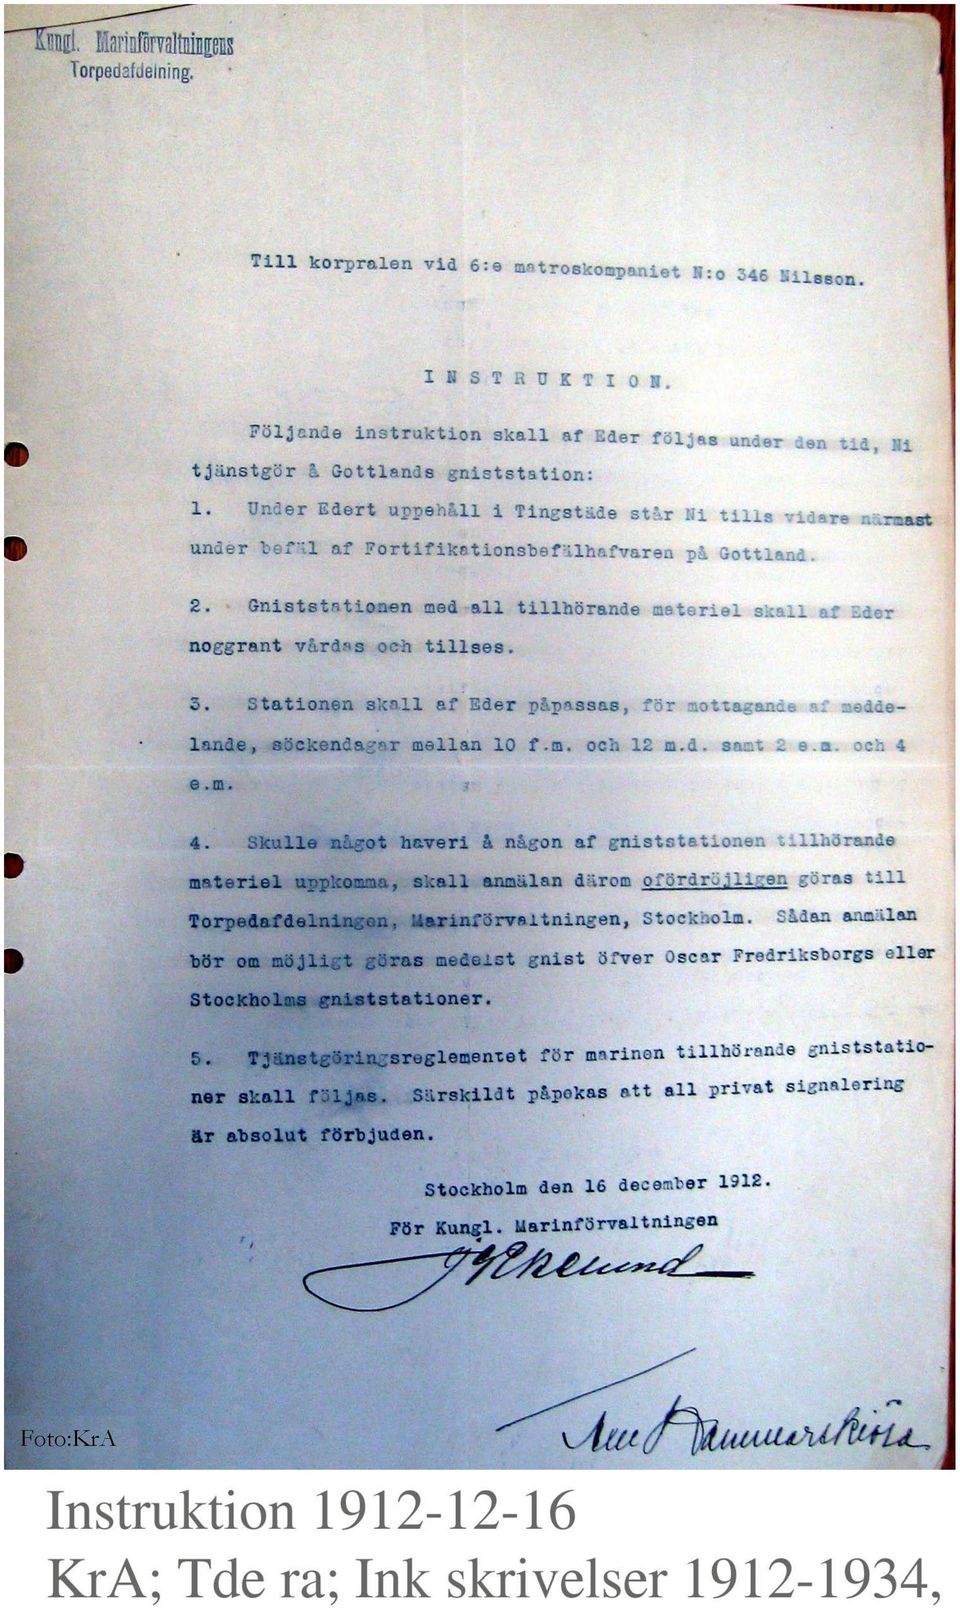 Kungl. Marinförvaltningens
Torpedafdelning.
Till korpralen vid 6:e matroskompaniet N:o 346 Nilsson.
INSTRUKTION.
Följande instruktion skall af Eder följas under den tid, Ni
tjänstgör å Gottlands gniststation:
1. Under Edert uppehåll i Tingstäde står Ni tills vidare närmast
under befäl af Fortifikationsbefälhafvaren på Gottland.
2. Gniststationen med all tillhörande materiel skall af Eder
noggrant vårdas och tillses.
3. Stationen skall af Eder påpassas, för mottagande af medde-
lande, söckendagar mellan 10 f.m. och 12 m.d. samt 2 e.m. och 4
e.m.
4. Skulle något haveri å någon af gniststationen tillhörande
materiel uppkomma, skall anmälan därom ofördröjligen göras till
Torpedafdelningen, Marinförvaltningen, Stockholm. Sådan anmälan
bör om möjligt göras medelst gnist öfver Oscar Fredriksborgs eller
Stockholms gniststationer.
5. Tjänstgöringsreglementet för marinen tillhörande gniststatio-
ner skall följas. Särskildt påpekas att all privat signalering
är absolut förbjuden.
Stockholm den 16 december 1912.
För Kungl. Marinförvaltningen
Ekelund
Hammarskiöld
Foto:KrA
Instruktion 1912-12-16
KrA; Tde ra; Ink skrivelser 1912-1934,